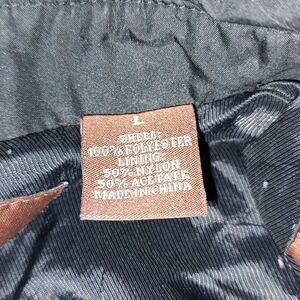 L
SHELL:
100% POLYESTER
LINING:
50% NYLON
50% ACETATE
MADE IN CHINA